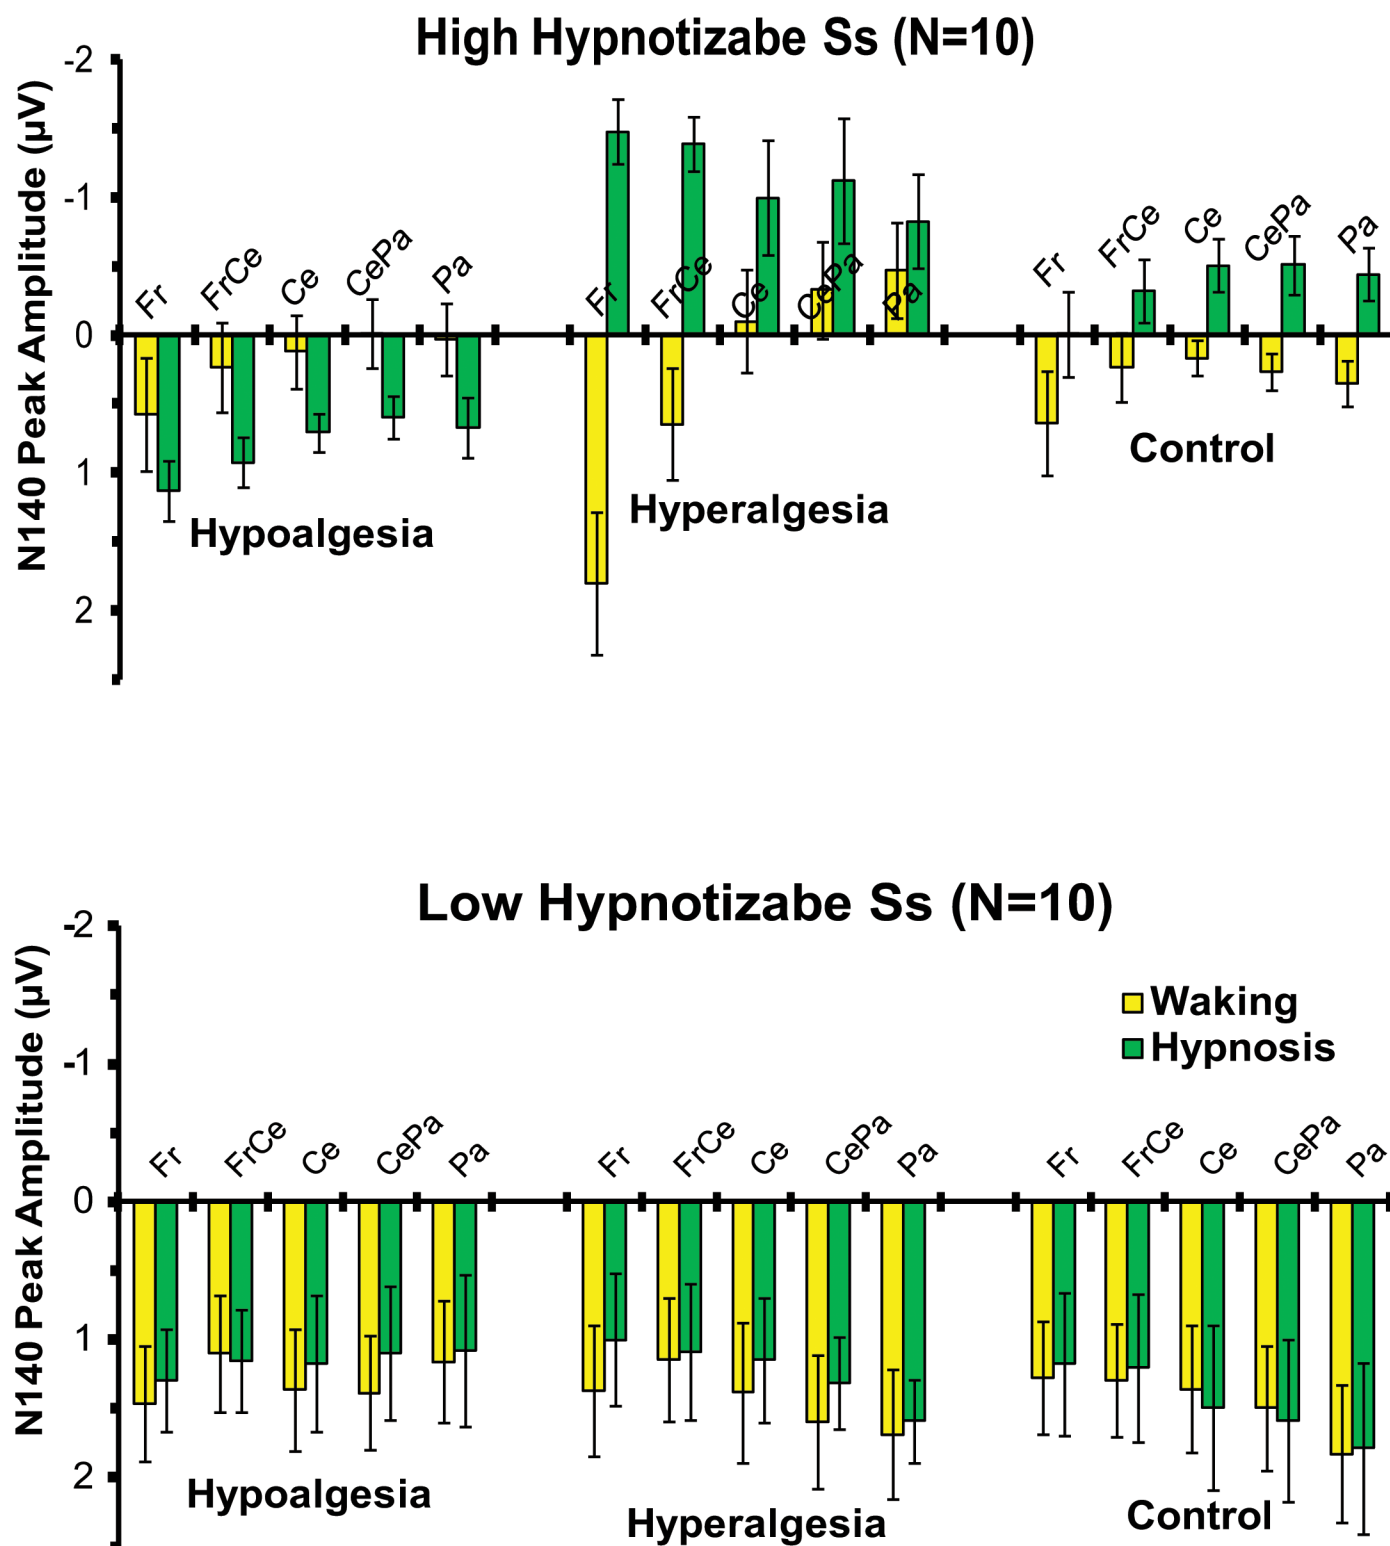 High Hypnotizabe Ss (N=10)
N140 Peak Amplitude (µV)
-2
-1
0
1
2
Fr FrCe Ce CePa Pa
Fr FrCe Ce CePa Pa
Fr FrCe Ce CePa Pa
Hypoalgesia
Hyperalgesia
Control
Low Hypnotizabe Ss (N=10)
N140 Peak Amplitude (µV)
-2
-1
0
1
2
Waking
Hypnosis
Fr FrCe Ce CePa Pa
Fr FrCe Ce CePa Pa
Fr FrCe Ce CePa Pa
Hypoalgesia
Hyperalgesia
Control